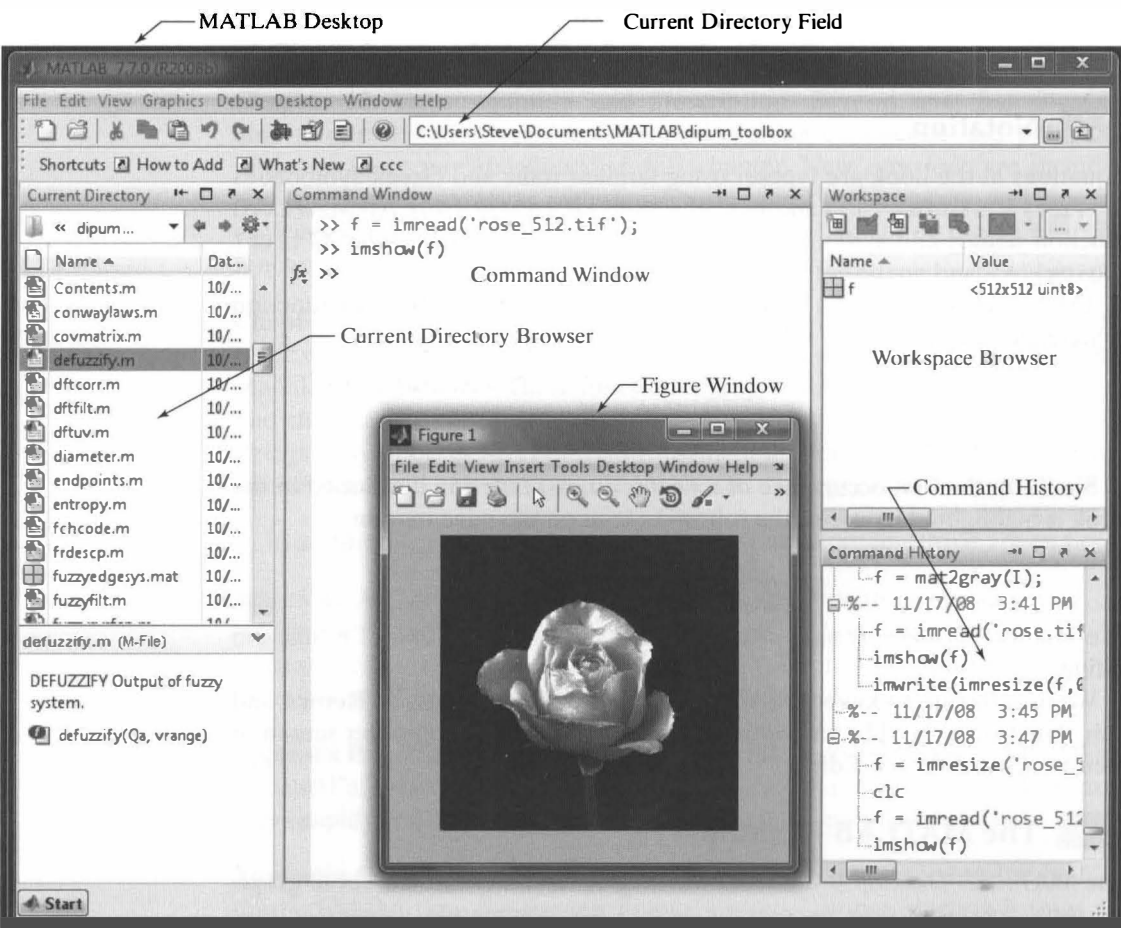 MATLAB Desktop
Current Directory Field
MATLAB 7.7.0 (R2008b)
File Edit View Graphics Debug Desktop Window Help
C:\Users\Steve\Documents\MATLAB\dipum_toolbox
Shortcuts How to Add What's New ccc
Current Directory
« dipum...
Name Dat...
Contents.m 10/...
conwaylaws.m 10/...
covmatrix.m 10/...
defuzzify.m 10/...
dftcorr.m 10/...
dftfilt.m 10/...
dftuv.m 10/...
diameter.m 10/...
endpoints.m 10/...
entropy.m 10/...
fchcode.m 10/...
frdescp.m 10/...
fuzzyedgesys.mat 10/...
fuzzyfilt.m 10/...
defuzzify.m (M-File)
DEFUZZIFY Output of fuzzy
system.
defuzzify(Qa, vrange)
Start
Command Window
>> f = imread('rose_512.tif');
>> imshow(f)
fx >>
Command Window
Current Directory Browser
Figure Window
Figure 1
File Edit View Insert Tools Desktop Window Help
Workspace
Name Value
f <512x512 uint8>
Workspace Browser
Command History
Command History
f = mat2gray(I);
%-- 11/17/08 3:41 PM
f = imread('rose.tif
imshow(f)
imwrite(imresize(f,0
%-- 11/17/08 3:45 PM
%-- 11/17/08 3:47 PM
f = imresize('rose_5
clc
f = imread('rose_512
imshow(f)